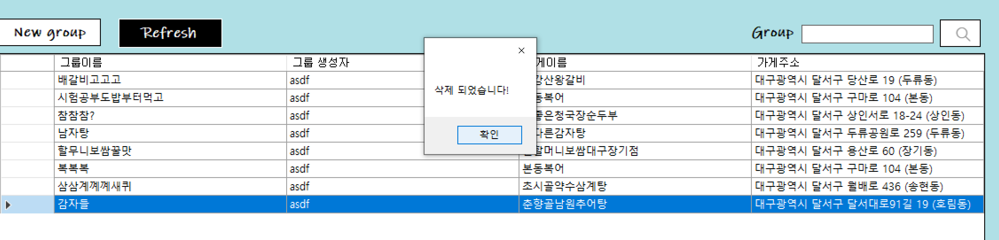 New group Refresh Group
그룹이름 그룹 생성자 게이름 가게주소
배갈비고고고 asdf 강산왕갈비 대구광역시 달서구 당산로 19 (두류동)
시험공부도밥부터먹고 asdf 동복어 대구광역시 달서구 구마로 104 (본동)
참참참? asdf 좋은청국장순두부 대구광역시 달서구 상인서로 18-24 (상인동)
남자탕 asdf 다른감자탕 대구광역시 달서구 두류공원로 259 (두류동)
할무니보쌈꿀맛 asdf 할머니보쌈대구장기점 대구광역시 달서구 용산로 60 (장기동)
복복복 asdf 본동복어 대구광역시 달서구 구마로 104 (본동)
삼삼계꼐꼐새퀴 asdf 초시골약수삼계탕 대구광역시 달서구 월배로 436 (송현동)
감자들 asdf 춘향골남원추어탕 대구광역시 달서구 달서대로91길 19 (호림동)
삭제 되었습니다!
확인